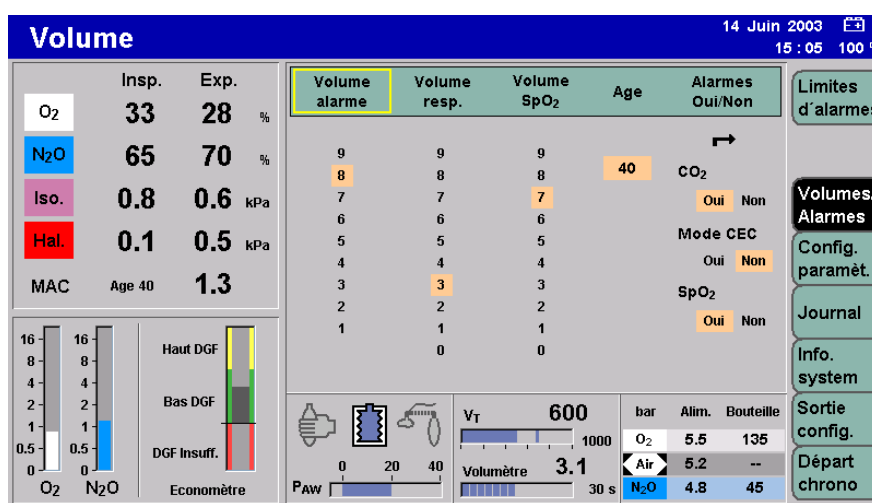 Volume
14 Juin 2003
15 : 05 100 %
Insp. Exp.
O2 33 28 %
N2O 65 70 %
Iso. 0.8 0.6 kPa
Hal. 0.1 0.5 kPa
MAC Age 40 1.3
Volume alarme
Volume resp.
Volume SpO2
Age
Alarmes Oui/Non
9 9 9
8 8 8
7 7 7
6 6 6
5 5 5
4 4 4
3 3 3
2 2 2
1 1 1
0 0
40
CO2
Oui Non
Mode CEC
Oui Non
SpO2
Oui Non
Limites
d´alarmes
Volumes/
Alarmes
Config.
paramèt.
Journal
Info.
system
Sortie
config.
Départ
chrono
16 16
8 8
4 4
2 2
1 1
0.5 0.5
0 0
O2 N2O
Haut DGF
Bas DGF
DGF Insuff.
Economètre
0 20 40
PAW
VT 600
1000
Volumètre 3.1
30 s
bar Alim. Bouteille
O2 5.5 135
Air 5.2 --
N2O 4.8 45